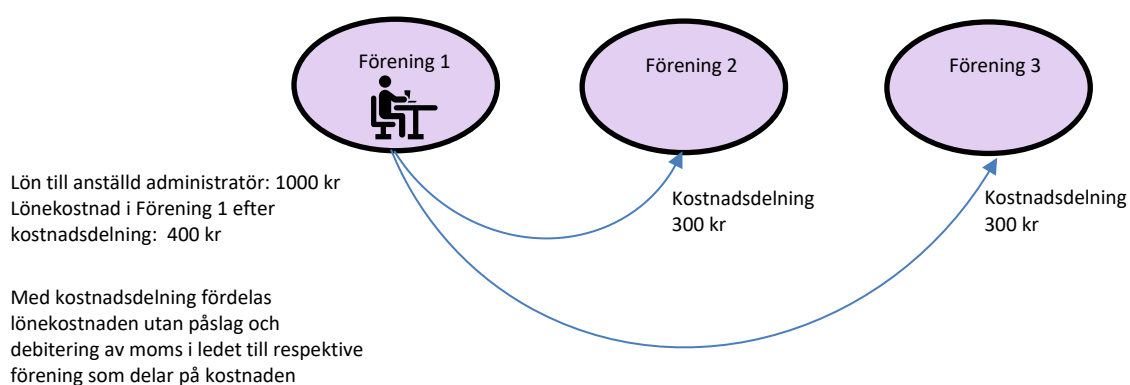 Förening 1
Förening 2
Förening 3
Lön till anställd administratör: 1000 kr
Lönekostnad i Förening 1 efter
kostnadsdelning:  400 kr
Kostnadsdelning
300 kr
Kostnadsdelning
300 kr
Med kostnadsdelning fördelas
lönekostnaden utan påslag och
debitering av moms i ledet till respektive
förening som delar på kostnaden